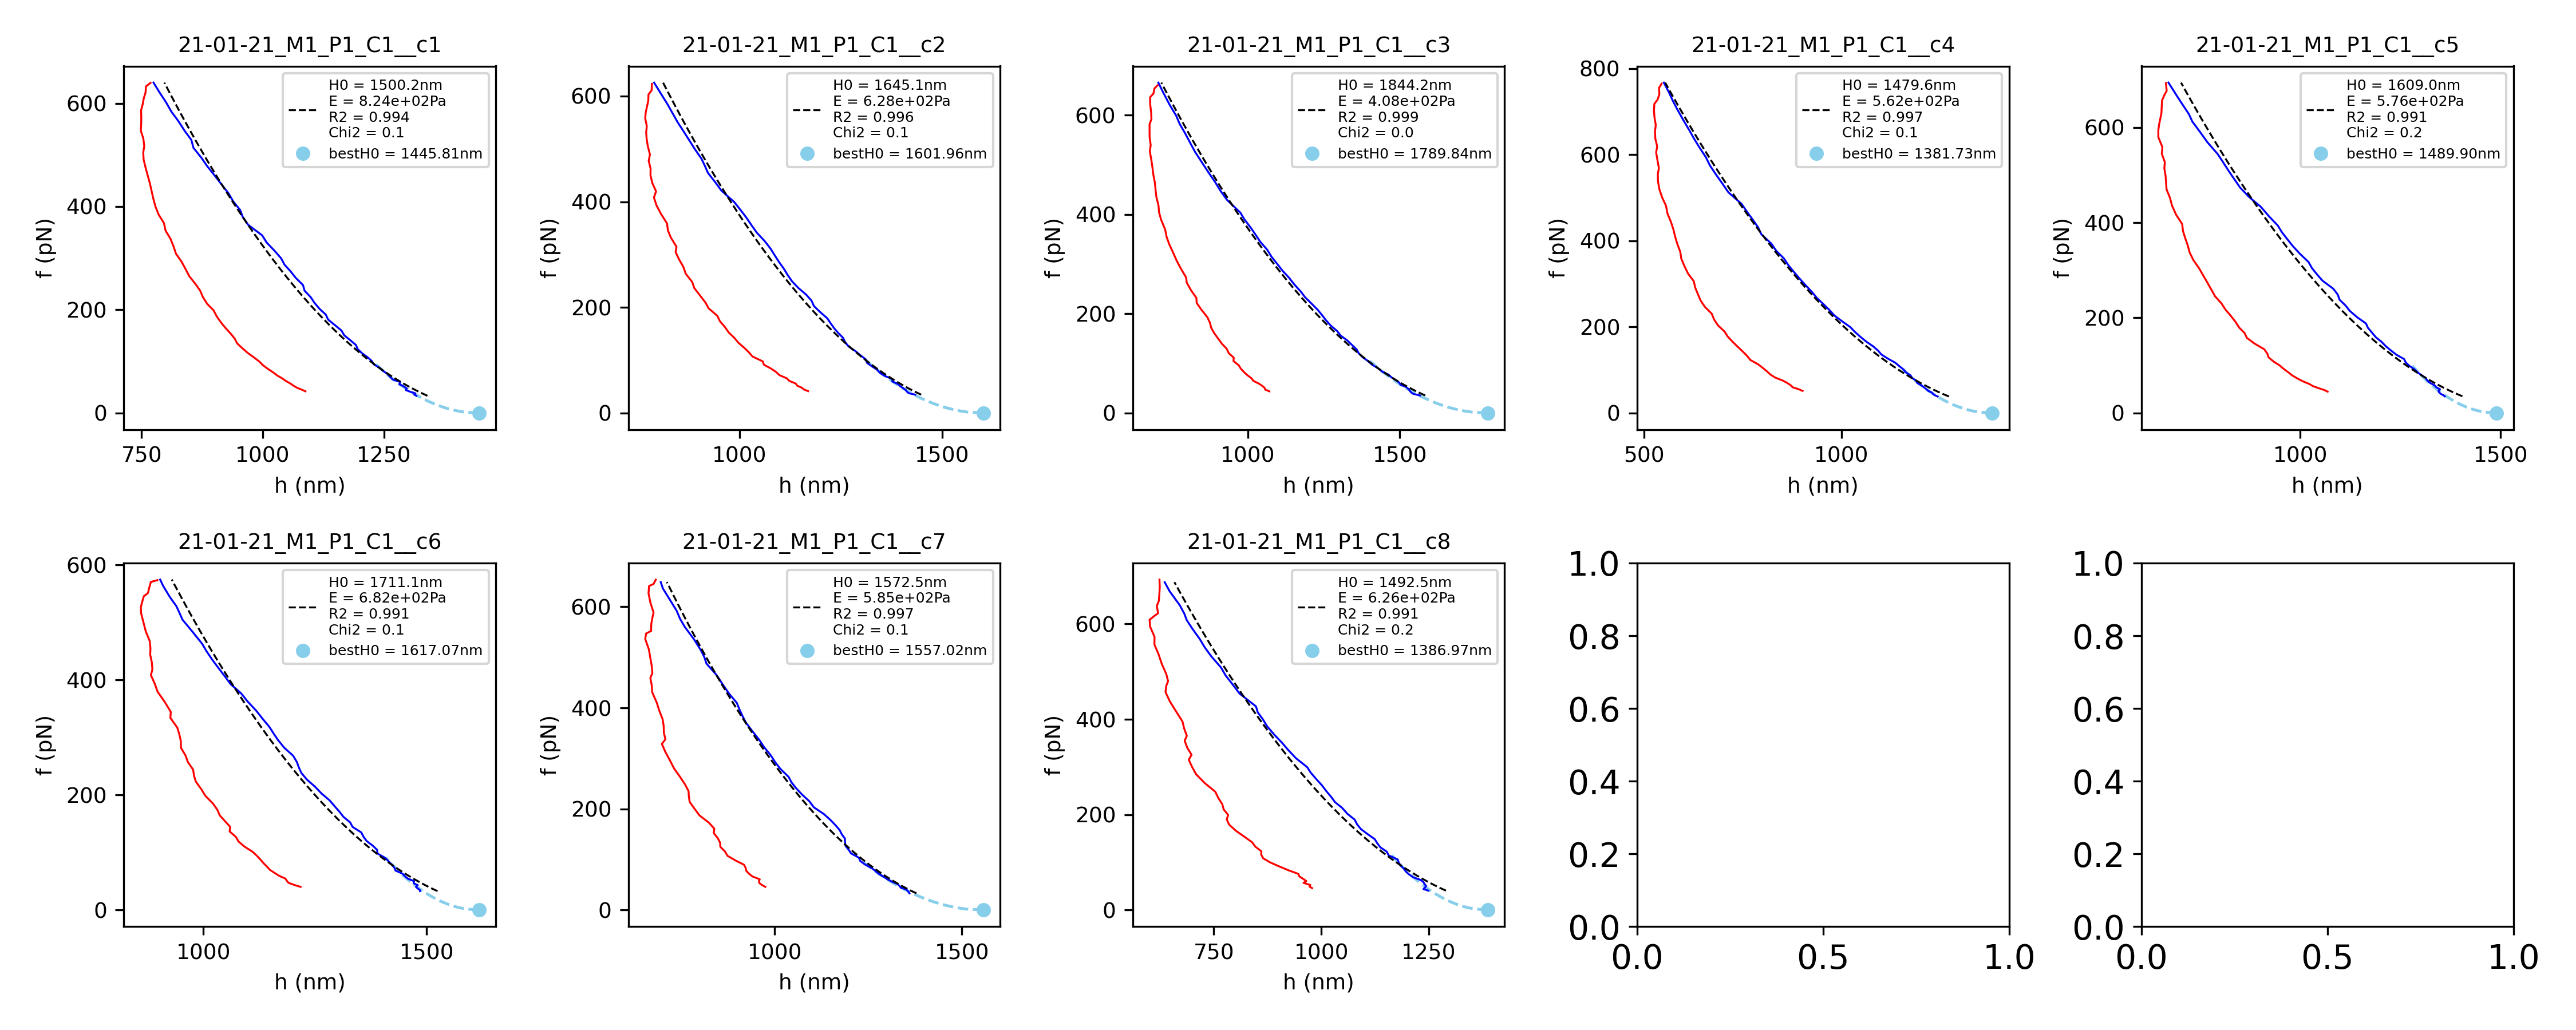 21-01-21_M1_P1_C1__c1
H0 = 1500.2nm
E = 8.24e+02Pa
R2 = 0.994
Chi2 = 0.1
bestH0 = 1445.81nm
600
400
200
0
f (pN)
750 1000 1250
h (nm)
21-01-21_M1_P1_C1__c2
H0 = 1645.1nm
E = 6.28e+02Pa
R2 = 0.996
Chi2 = 0.1
bestH0 = 1601.96nm
600
400
200
0
f (pN)
1000 1500
h (nm)
21-01-21_M1_P1_C1__c3
H0 = 1844.2nm
E = 4.08e+02Pa
R2 = 0.999
Chi2 = 0.0
bestH0 = 1789.84nm
600
400
200
0
f (pN)
1000 1500
h (nm)
21-01-21_M1_P1_C1__c4
H0 = 1479.6nm
E = 5.62e+02Pa
R2 = 0.997
Chi2 = 0.1
bestH0 = 1381.73nm
800
600
400
200
0
f (pN)
500 1000
h (nm)
21-01-21_M1_P1_C1__c5
H0 = 1609.0nm
E = 5.76e+02Pa
R2 = 0.991
Chi2 = 0.2
bestH0 = 1489.90nm
600
400
200
0
f (pN)
1000 1500
h (nm)
21-01-21_M1_P1_C1__c6
H0 = 1711.1nm
E = 6.82e+02Pa
R2 = 0.991
Chi2 = 0.1
bestH0 = 1617.07nm
600
400
200
0
f (pN)
1000 1500
h (nm)
21-01-21_M1_P1_C1__c7
H0 = 1572.5nm
E = 5.85e+02Pa
R2 = 0.997
Chi2 = 0.1
bestH0 = 1557.02nm
600
400
200
0
f (pN)
1000 1500
h (nm)
21-01-21_M1_P1_C1__c8
H0 = 1492.5nm
E = 6.26e+02Pa
R2 = 0.991
Chi2 = 0.2
bestH0 = 1386.97nm
600
400
200
0
f (pN)
750 1000 1250
h (nm)
1.0
0.8
0.6
0.4
0.2
0.0
0.0 0.5 1.0
1.0
0.8
0.6
0.4
0.2
0.0
0.0 0.5 1.0